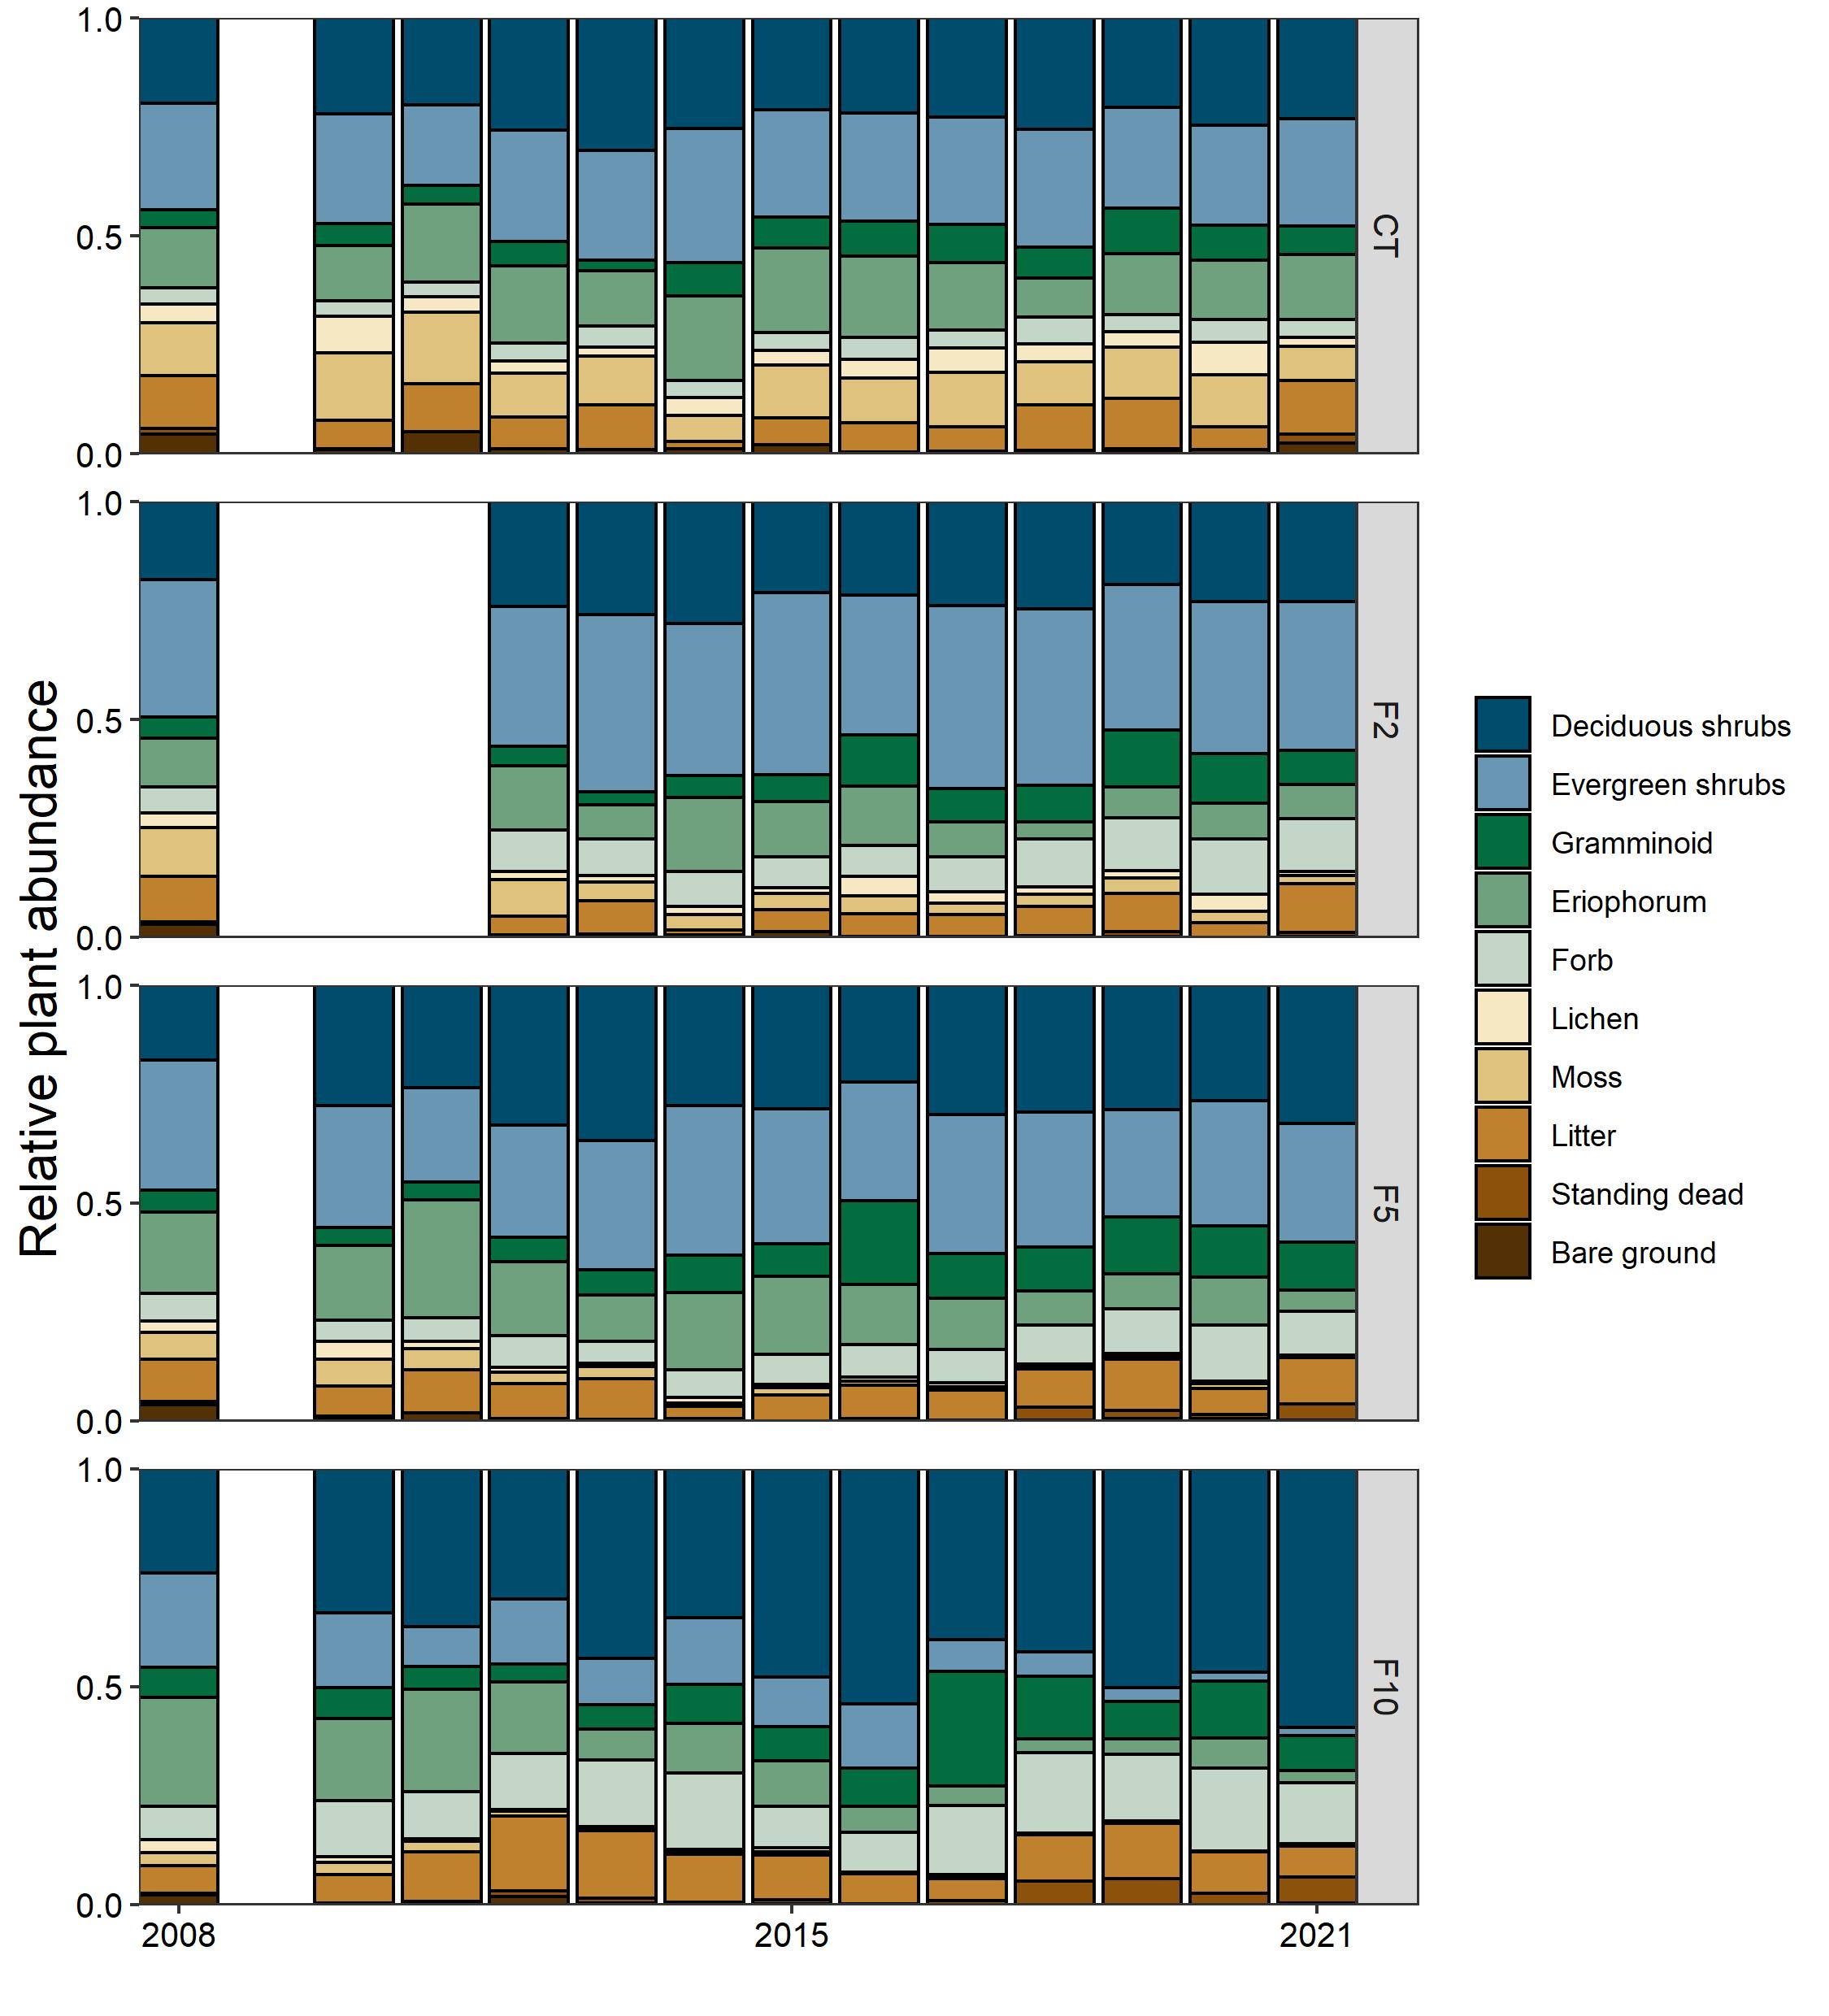 Relative plant abundance
1.0
0.5
0.0
CT
1.0
0.5
0.0
F2
1.0
0.5
0.0
F5
1.0
0.5
0.0
F10
2008
2015
2021
Deciduous shrubs
Evergreen shrubs
Gramminoid
Eriophorum
Forb
Lichen
Moss
Litter
Standing dead
Bare ground